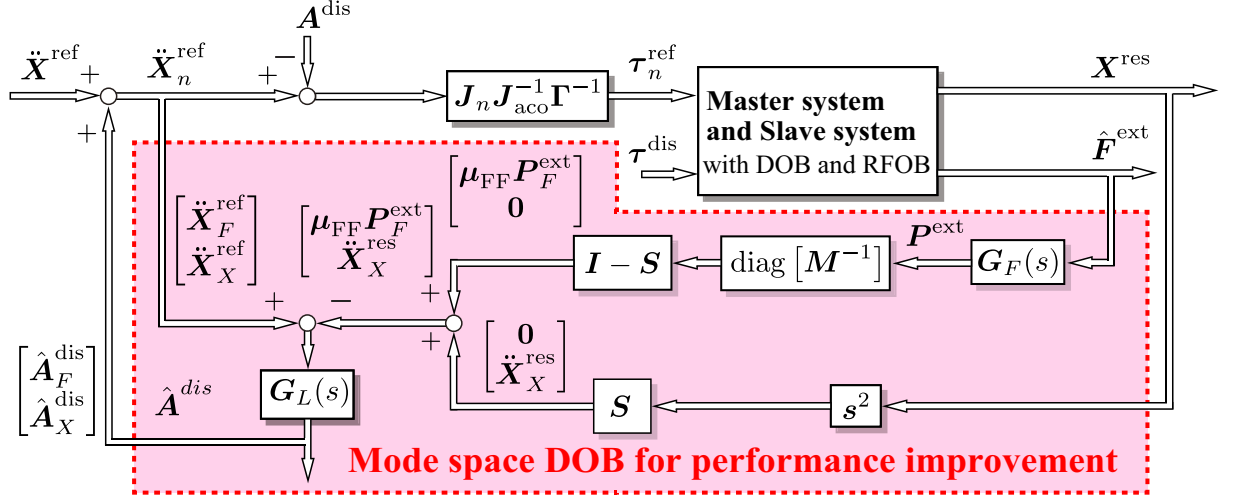 A^dis
Ẍ^ref + Ẍ_n^ref + −
J_n J_aco^{-1} Γ^{-1}
τ_n^ref
Master system
and Slave system
with DOB and RFOB
X^res
τ^dis
F̂^ext
+
[Ẍ_F^ref
Ẍ_X^ref]
[μ_FF P_F^ext
Ẍ_X^res]
[μ_FF P_F^ext
0]
I − S
diag [M^{-1}]
P^ext
G_F(s)
+ − +
+
[0
Ẍ_X^res]
[Â_F^dis
Â_X^dis]
Â^dis
G_L(s)
S
s^2
Mode space DOB for performance improvement